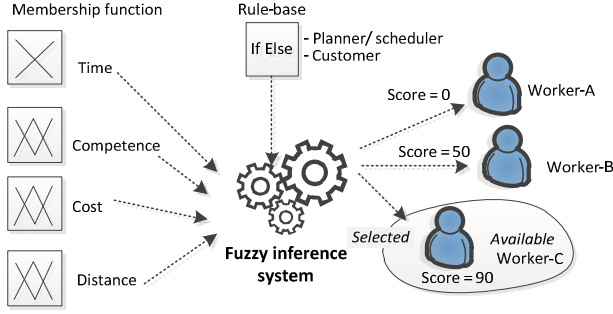 Membership function
Rule-base
If Else
- Planner/ scheduler
- Customer
Time
Competence
Cost
Distance
Fuzzy inference
system
Score = 0
Worker-A
Score = 50
Worker-B
Selected
Available
Worker-C
Score = 90